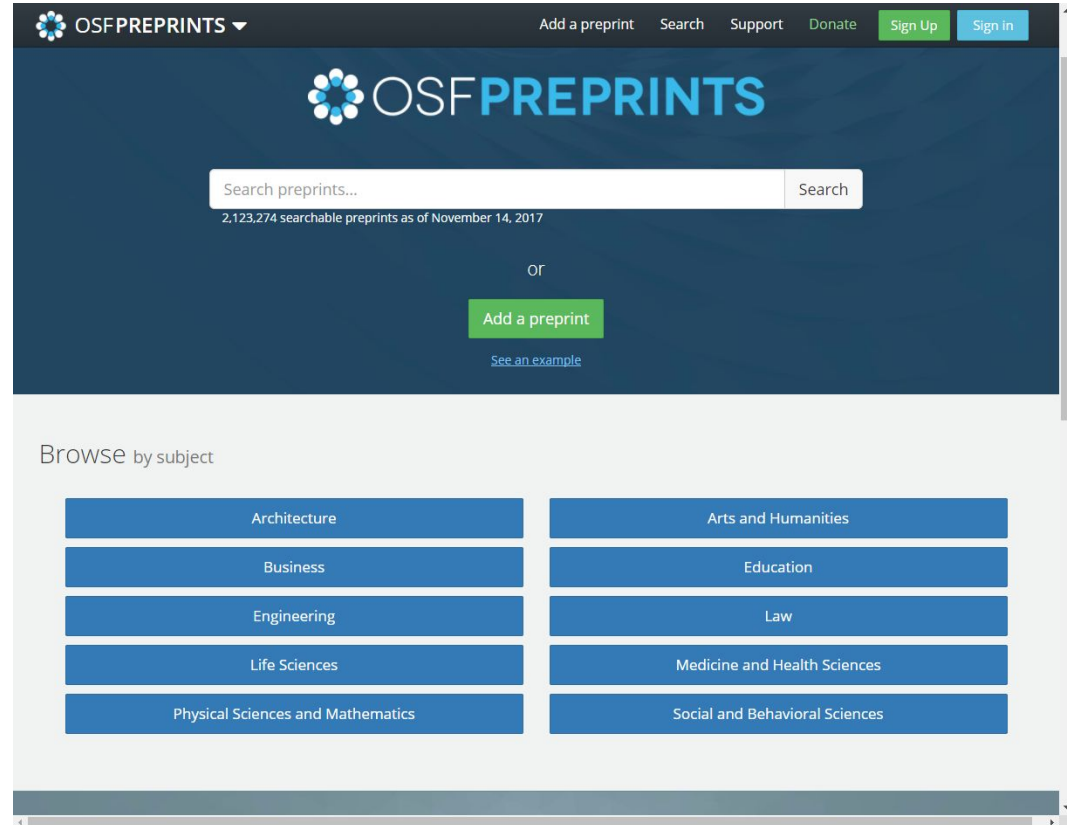 OSFPREPRINTS Add a preprint Search Support Donate Sign Up Sign in
OSFPREPRINTS
Search preprints... Search
2,123,274 searchable preprints as of November 14, 2017
or
Add a preprint
See an example
Browse by subject
Architecture Arts and Humanities
Business Education
Engineering Law
Life Sciences Medicine and Health Sciences
Physical Sciences and Mathematics Social and Behavioral Sciences